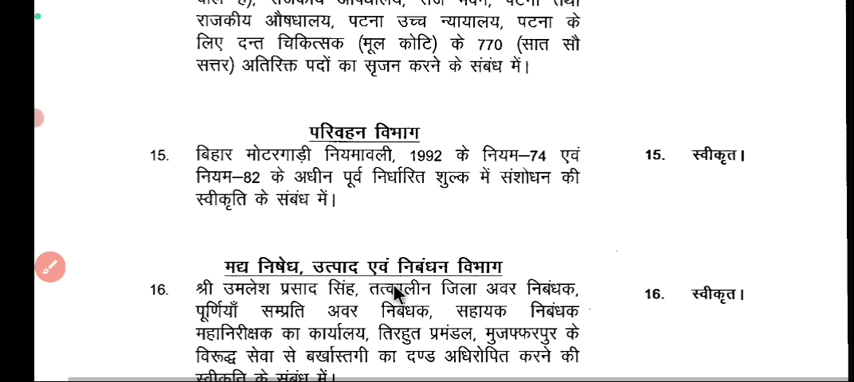 राजकीय औषधालय, पटना उच्च न्यायालय, पटना के
लिए दन्त चिकित्सक (मूल कोटि) के 770 (सात सौ
सत्तर) अतिरिक्त पदों का सृजन करने के संबंध में।
परिवहन विभाग
15. बिहार मोटरगाड़ी नियमावली, 1992 के नियम–74 एवं 15. स्वीकृत।
नियम–82 के अधीन पूर्व निर्धारित शुल्क में संशोधन की
स्वीकृति के संबंध में।
मद्य निषेध, उत्पाद एवं निबंधन विभाग
16. श्री उमलेश प्रसाद सिंह, तत्कालीन जिला अवर निबंधक, 16. स्वीकृत।
पूर्णियाँ सम्प्रति अवर निबंधक, सहायक निबंधक
महानिरीक्षक का कार्यालय, तिरहुत प्रमंडल, मुजफ्फरपुर के
विरूद्ध सेवा से बर्खास्तगी का दण्ड अधिरोपित करने की
स्वीकृति के संबंध में।